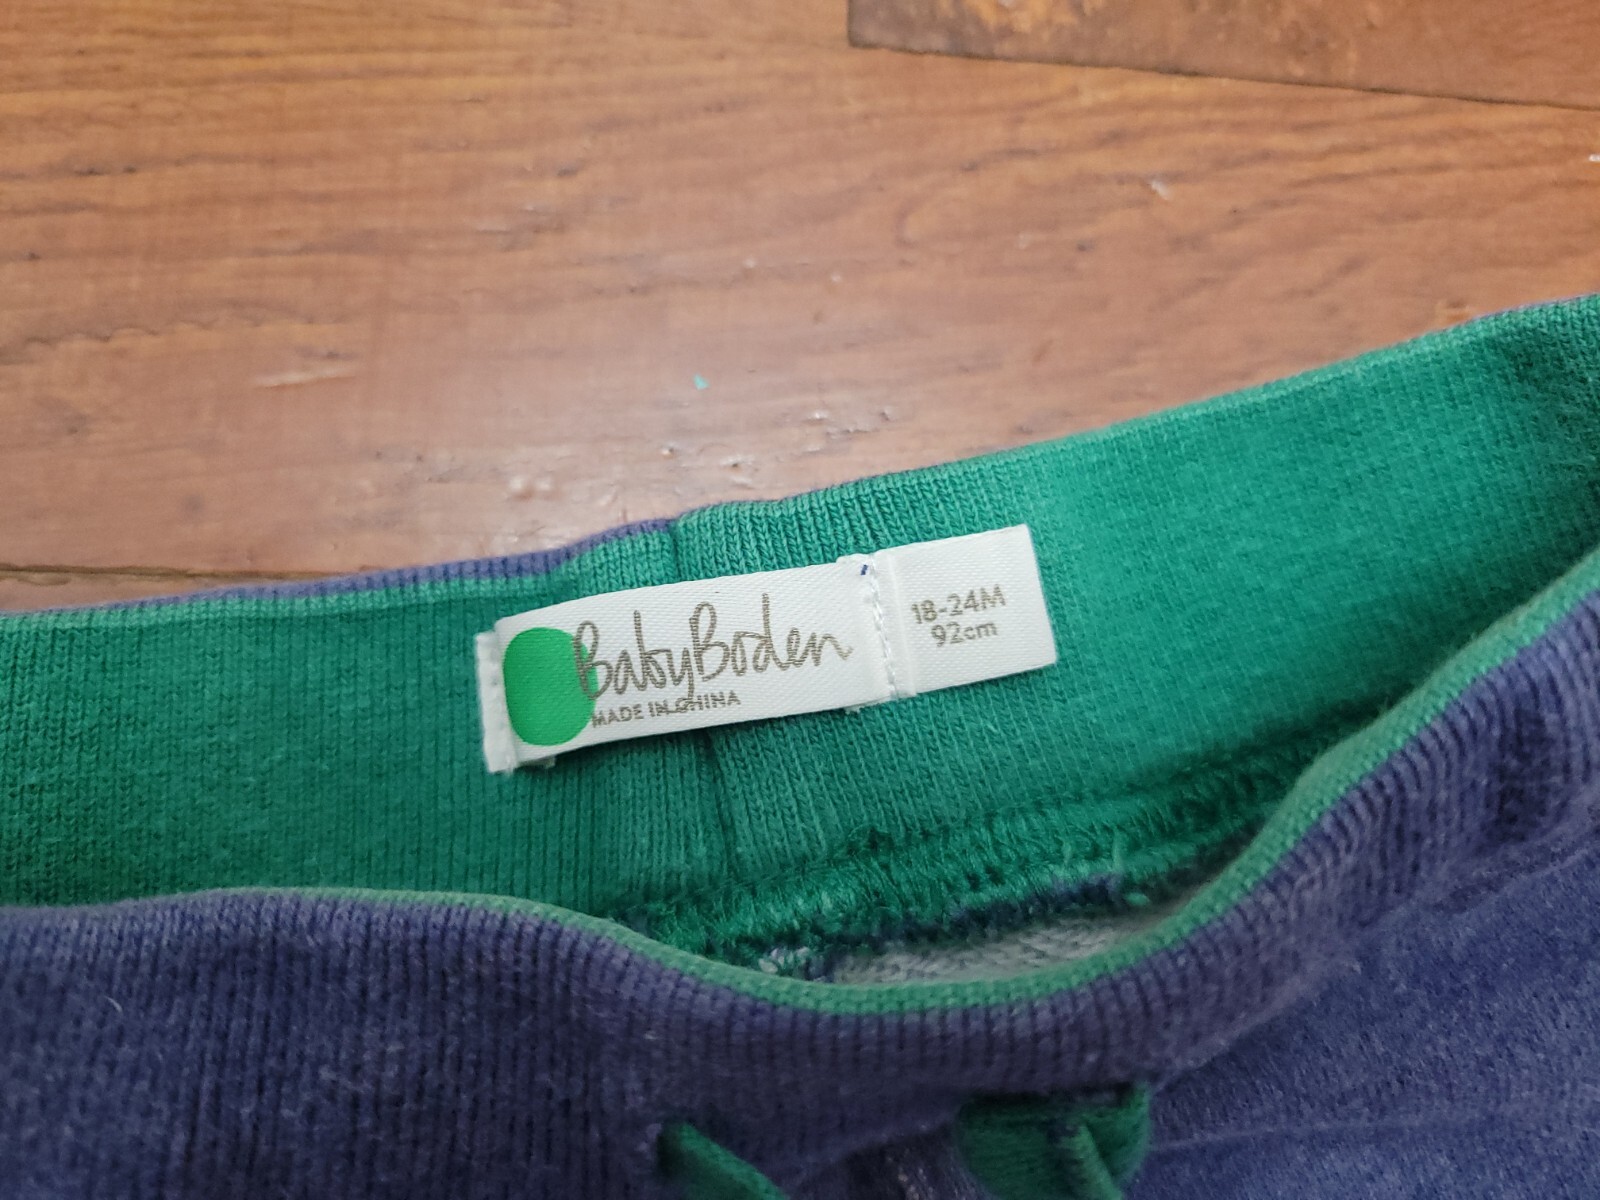 BabyBoden
MADE IN CHINA
18-24M
92cm